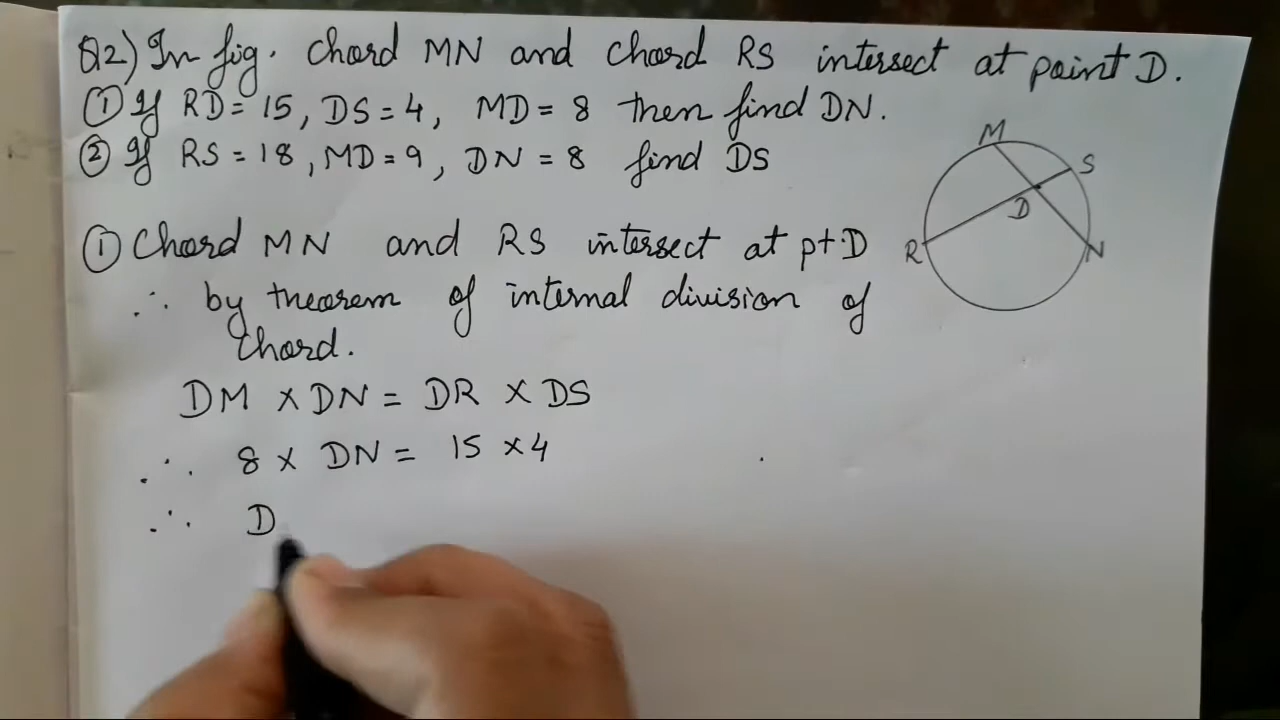 Q2) In fig. Chord MN and Chord RS intersect at point D.
① If RD = 15, DS = 4, MD = 8 then find DN.
② If RS = 18, MD = 9, DN = 8 find DS
M
S
D
R
N
① Chord MN and RS intersect at pt. D
∴ by theorem of internal division of
Chord.
DM × DN = DR × DS
∴ 8 × DN = 15 × 4
∴ D